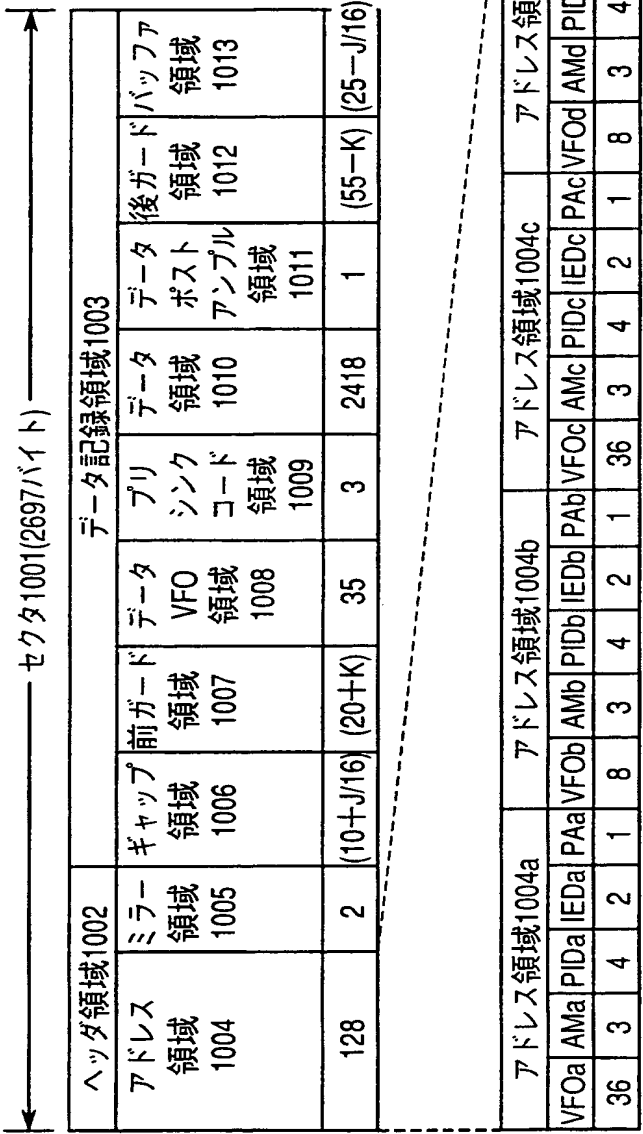 セクタ1001(2697バイト)
ヘッダ領域1002 データ記録領域1003
アドレス領域1004 ミラー領域1005 ギャップ領域1006 前ガード領域1007 データVFO領域1008 プリシンクコード領域1009 データ領域1010 データポストアンプル領域1011 後ガード領域1012 バッファ領域1013
128 2 (10+J/16) (20+K) 35 3 2418 1 (55−K) (25−J/16)
アドレス領域1004a アドレス領域1004b アドレス領域1004c アドレス領
VFOa AMa PIDa IEDa PAa VFOb AMb PIDb IEDb PAb VFOc AMc PIDc IEDc PAc VFOd AMd
36 3 4 2 1 8 3 4 2 1 36 3 4 2 1 8 3 4